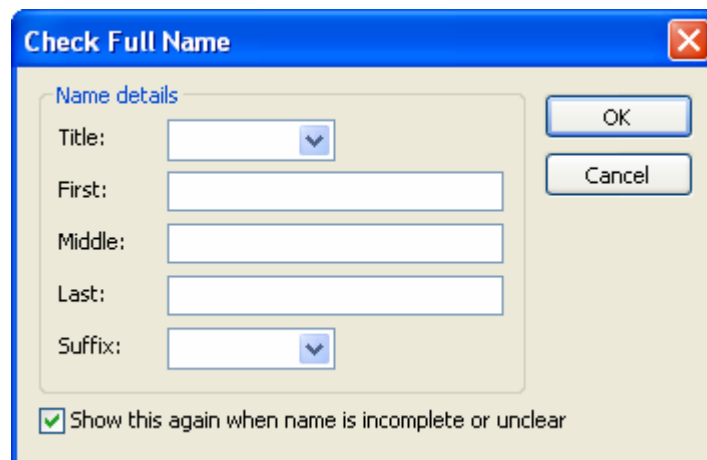 Check Full Name
Name details
Title:
First:
Middle:
Last:
Suffix:
OK
Cancel
Show this again when name is incomplete or unclear